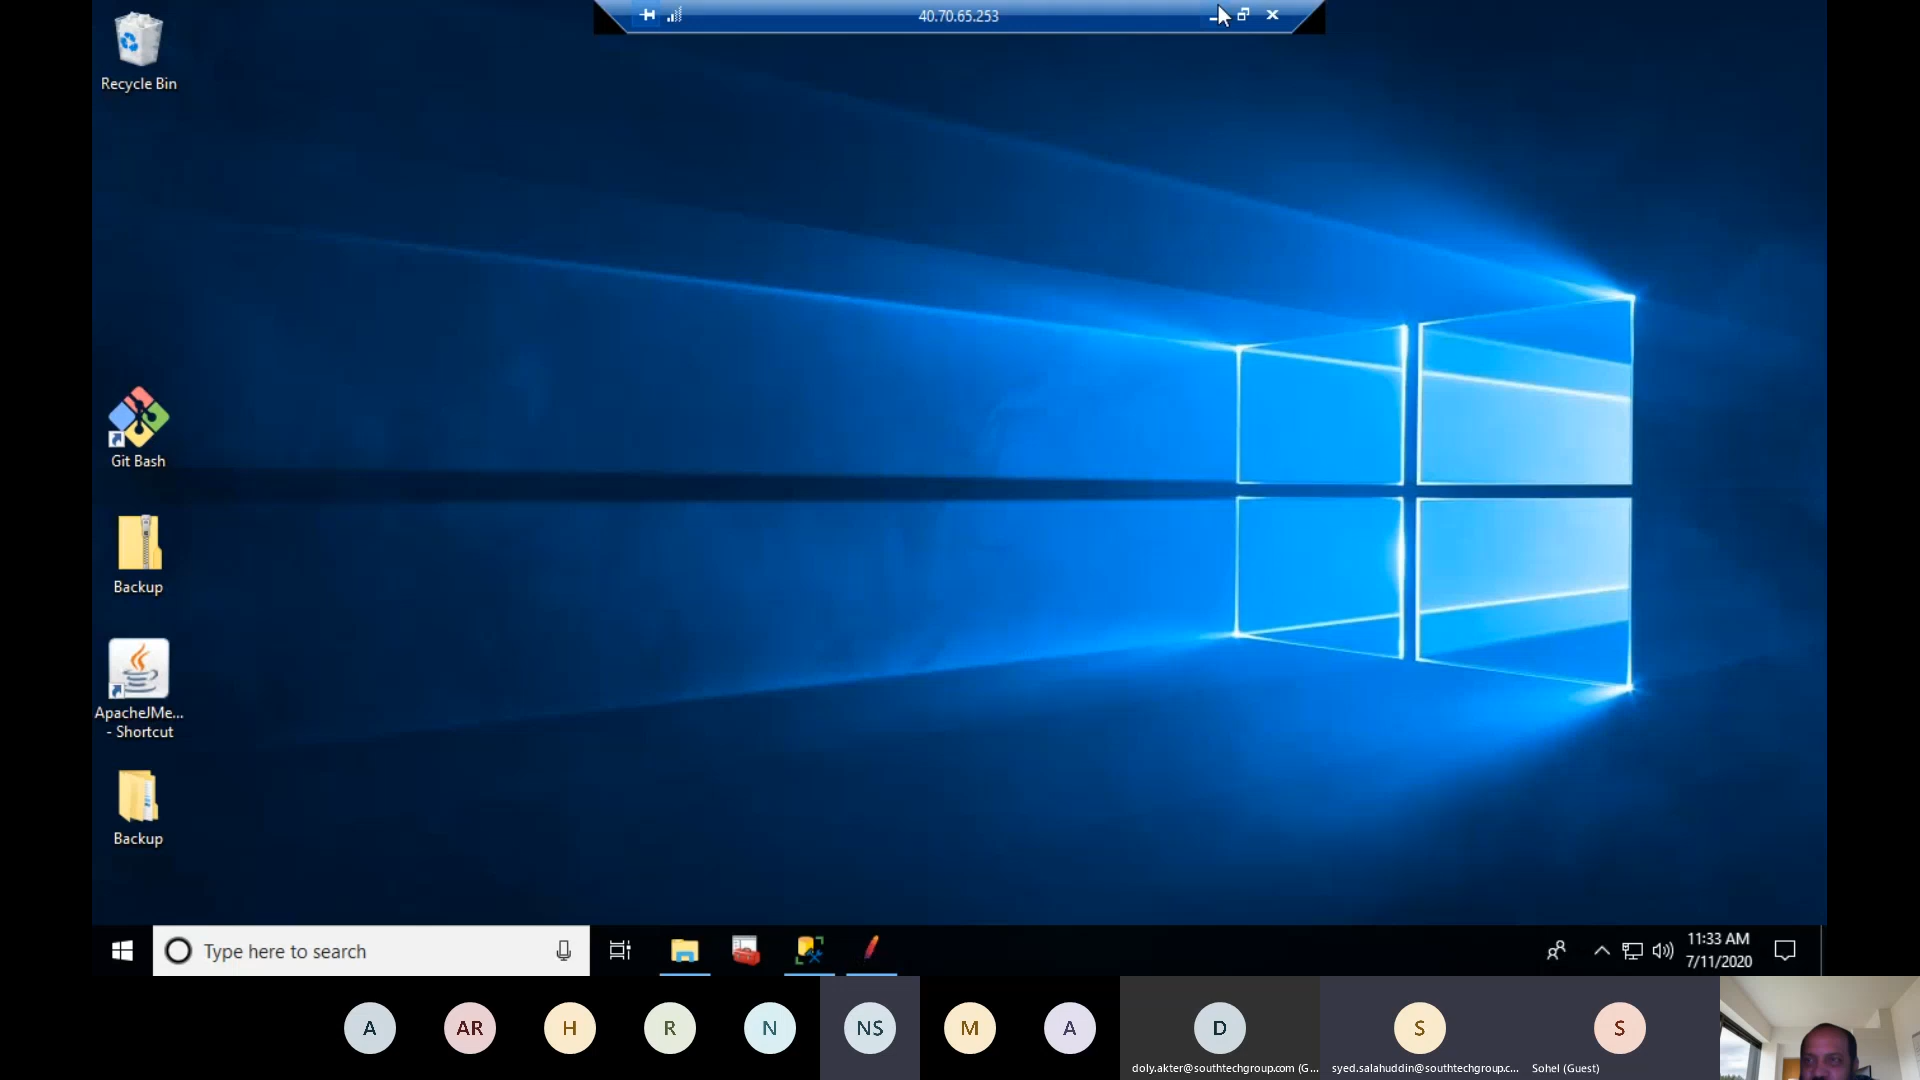 40.70.65.253
Recycle Bin
Git Bash
Backup
ApacheJMe...
- Shortcut
Backup
Type here to search
11:33 AM
7/11/2020
A
AR
H
R
N
NS
M
A
D
S
S
doly.akter@southtechgroup.com (G...
syed.salahuddin@southtechgroup.c...
Sohel (Guest)